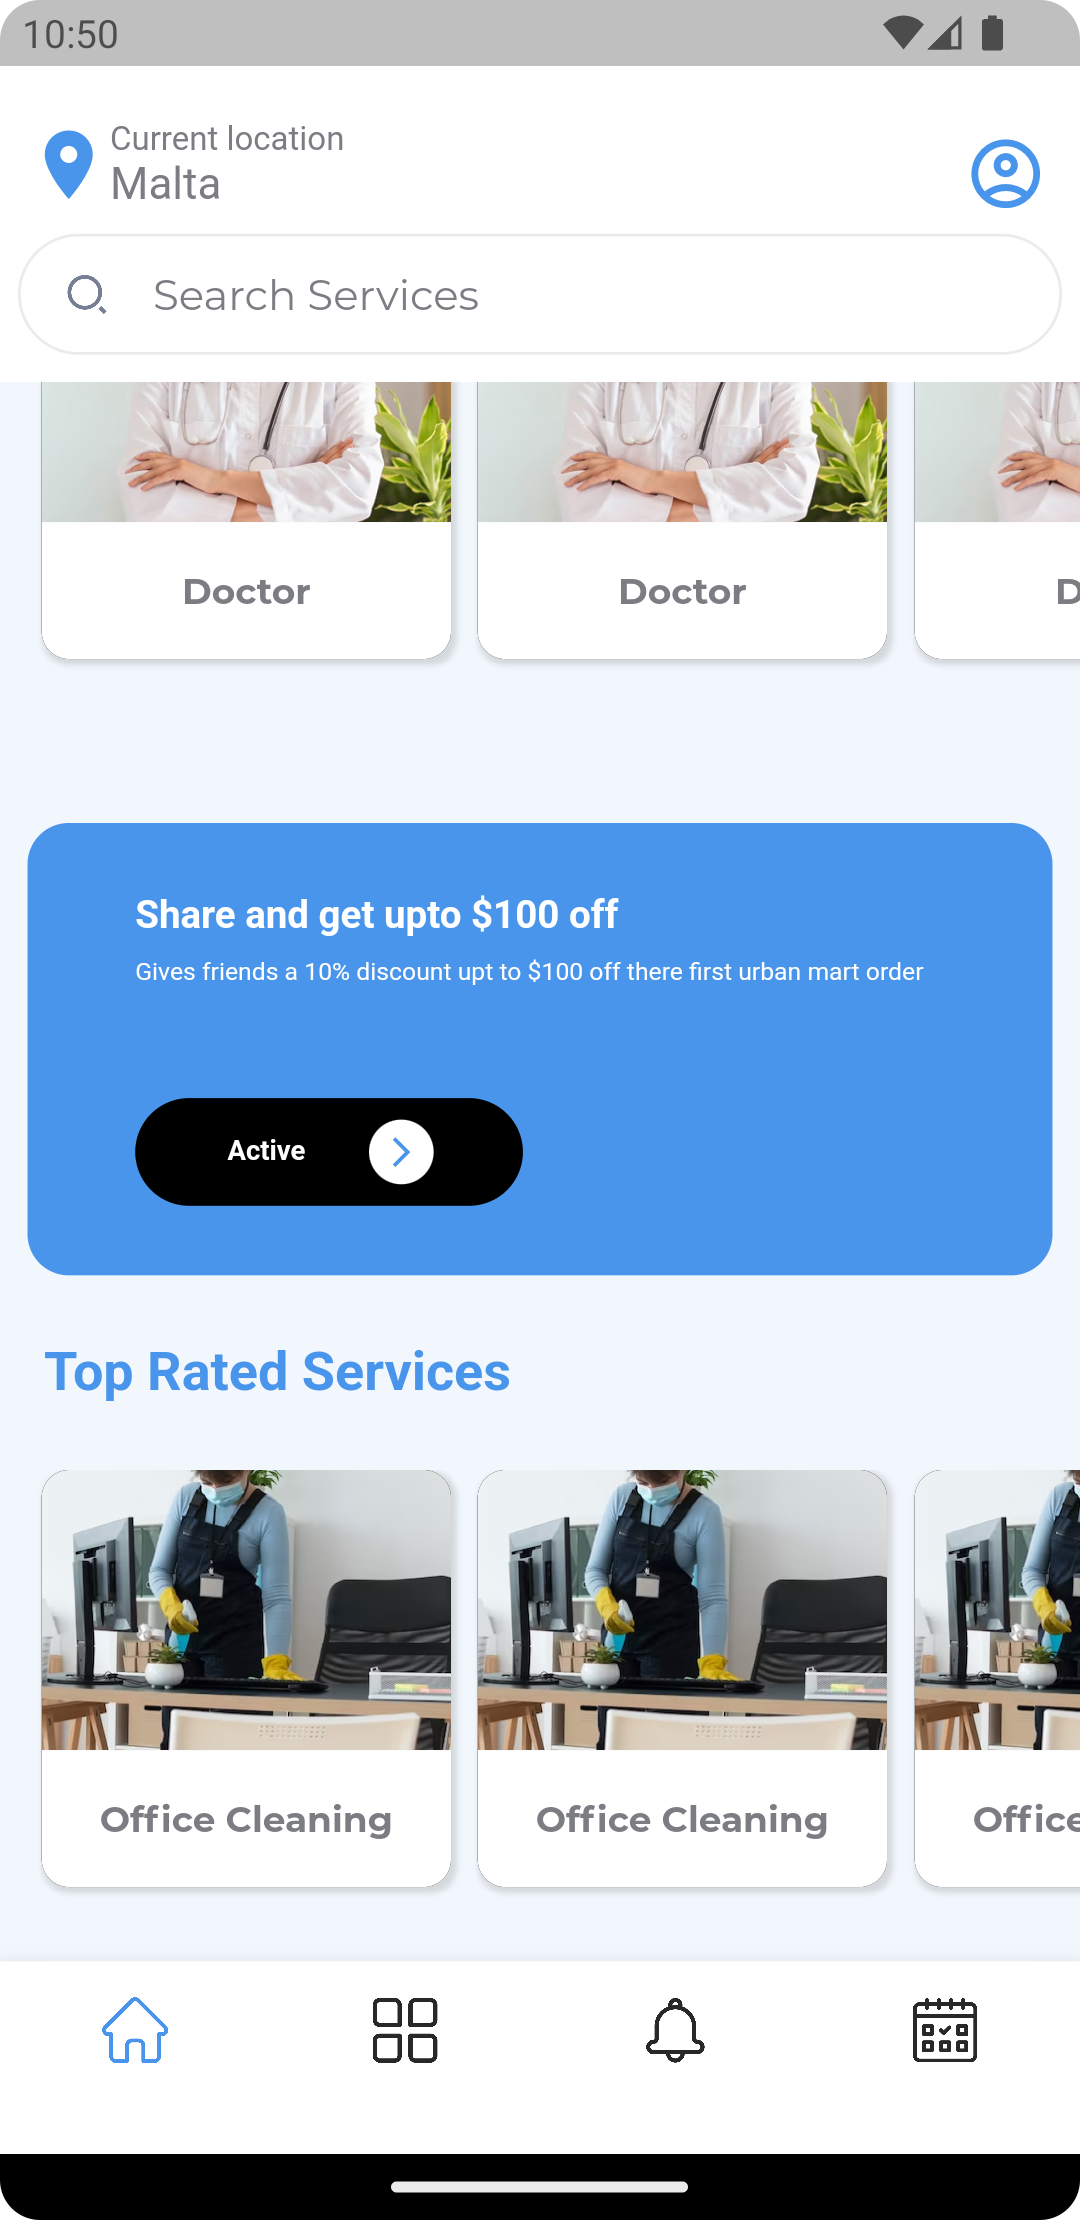 10:50
Current location
Malta
Search Services
Doctor
Doctor
D
Share and get upto $100 off
Gives friends a 10% discount upt to $100 off there first urban mart order
Active
Top Rated Services
Office Cleaning
Office Cleaning
Office